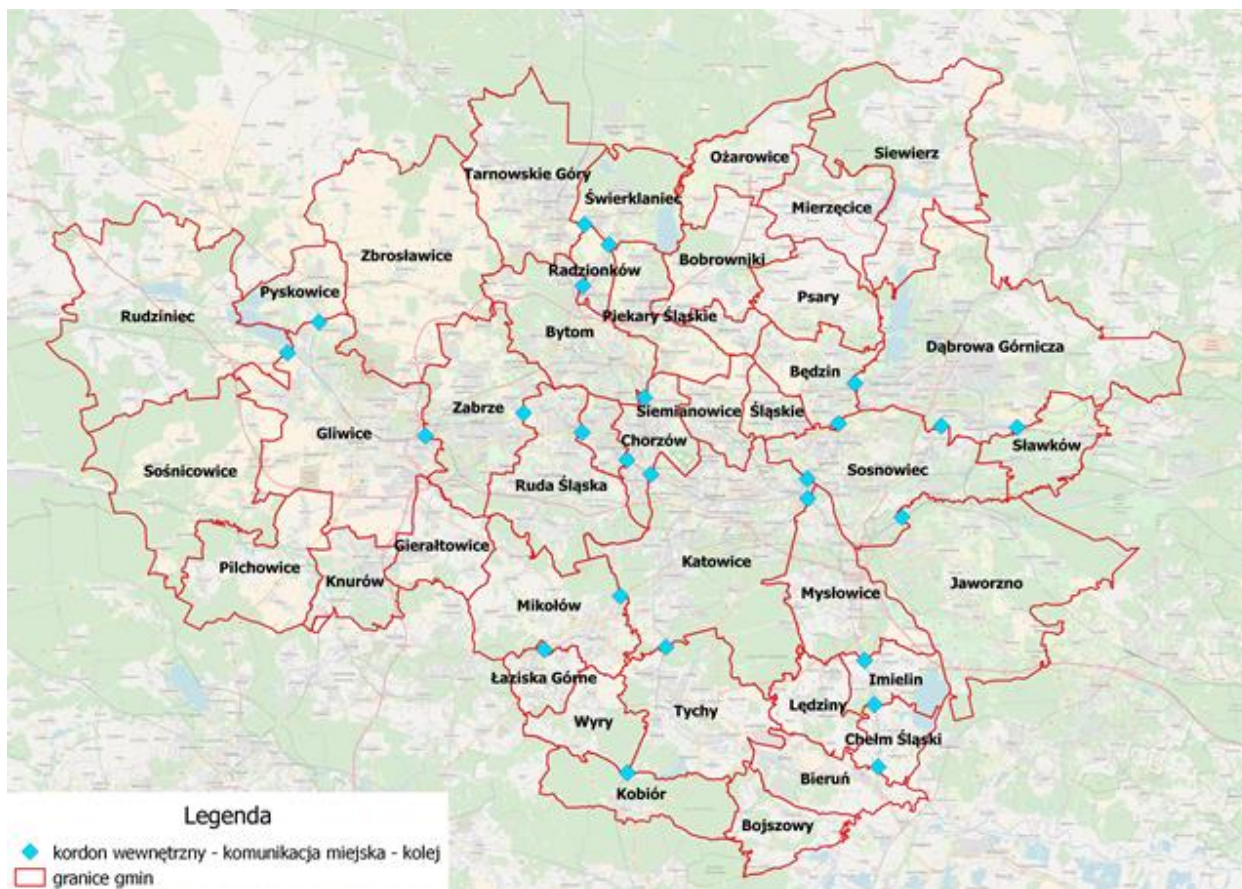 Ożarowice
Siewierz
Tarnowskie Góry
Świerklaniec
Mierzęcice
Zbrosławice
Bobrowniki
Radzionków
Pyskowice
Psary
Rudziniec
Piekary Śląskie
Bytom
Dąbrowa Górnicza
Będzin
Zabrze
Siemianowice
Śląskie
Gliwice
Chorzów
Sławków
Sośnicowice
Sosnowiec
Ruda Śląska
Gierałtowice
Katowice
Pilchowice
Knurów
Jaworzno
Mysłowice
Mikołów
Łaziska Górne
Imielin
Lędziny
Tychy
Wyry
Chełm Śląski
Bieruń
Kobiór
Bojszowy
Legenda
kordon wewnętrzny - komunikacja miejska - kolej
granice gmin